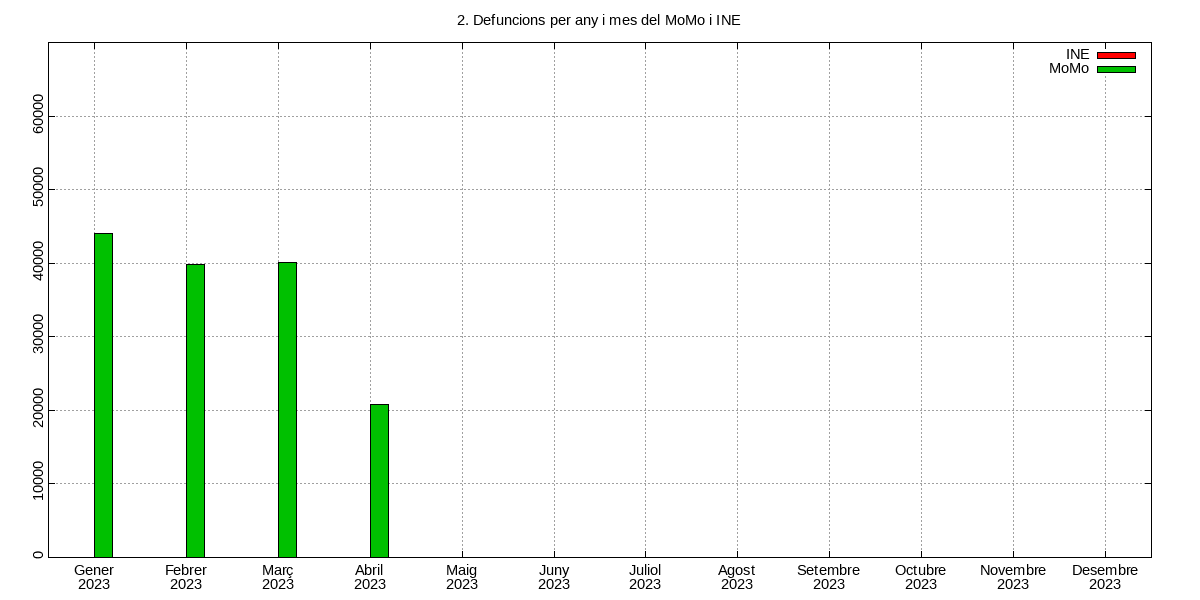 2. Defuncions per any i mes del MoMo i INE
INE
MoMo
60000
50000
40000
30000
20000
10000
0
Gener Febrer Març Abril Maig Juny Juliol Agost Setembre Octubre Novembre Desembre
2023 2023 2023 2023 2023 2023 2023 2023 2023 2023 2023 2023